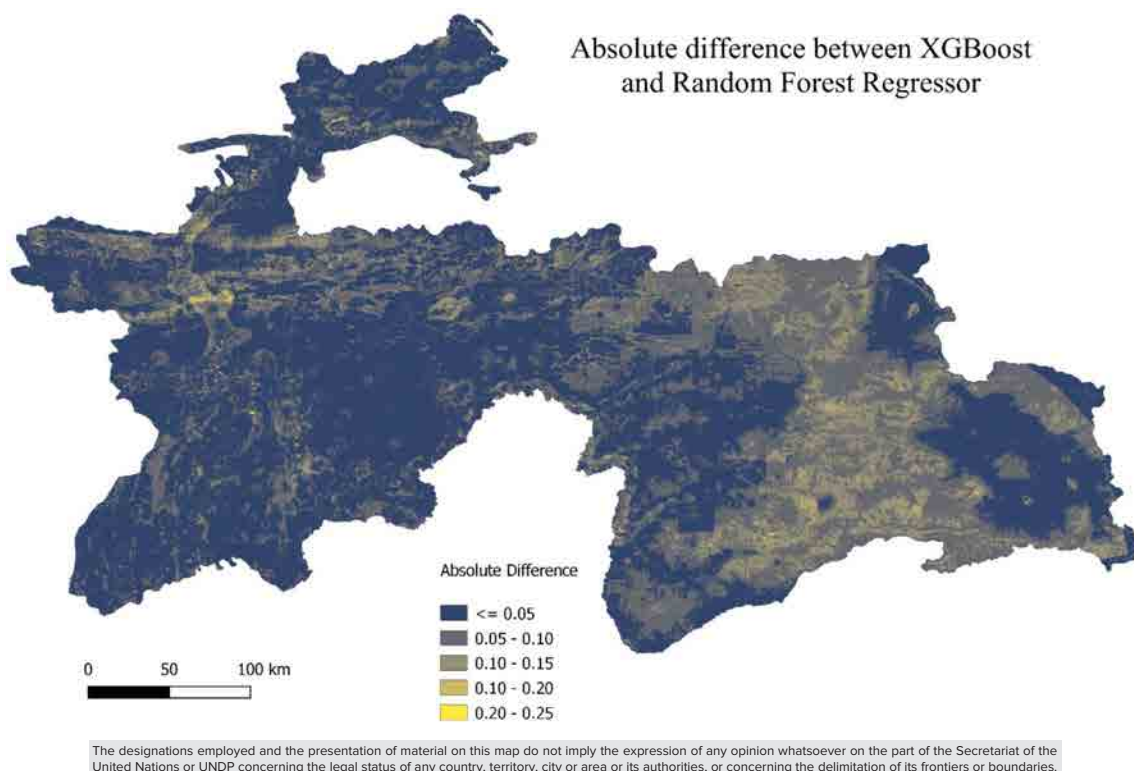 Absolute difference between XGBoost
and Random Forest Regressor
Absolute Difference
<= 0.05
0.05 - 0.10
0.10 - 0.15
0.10 - 0.20
0.20 - 0.25
0 50 100 km
The designations employed and the presentation of material on this map do not imply the expression of any opinion whatsoever on the part of the Secretariat of the
United Nations or UNDP concerning the legal status of any country, territory, city or area or its authorities, or concerning the delimitation of its frontiers or boundaries.